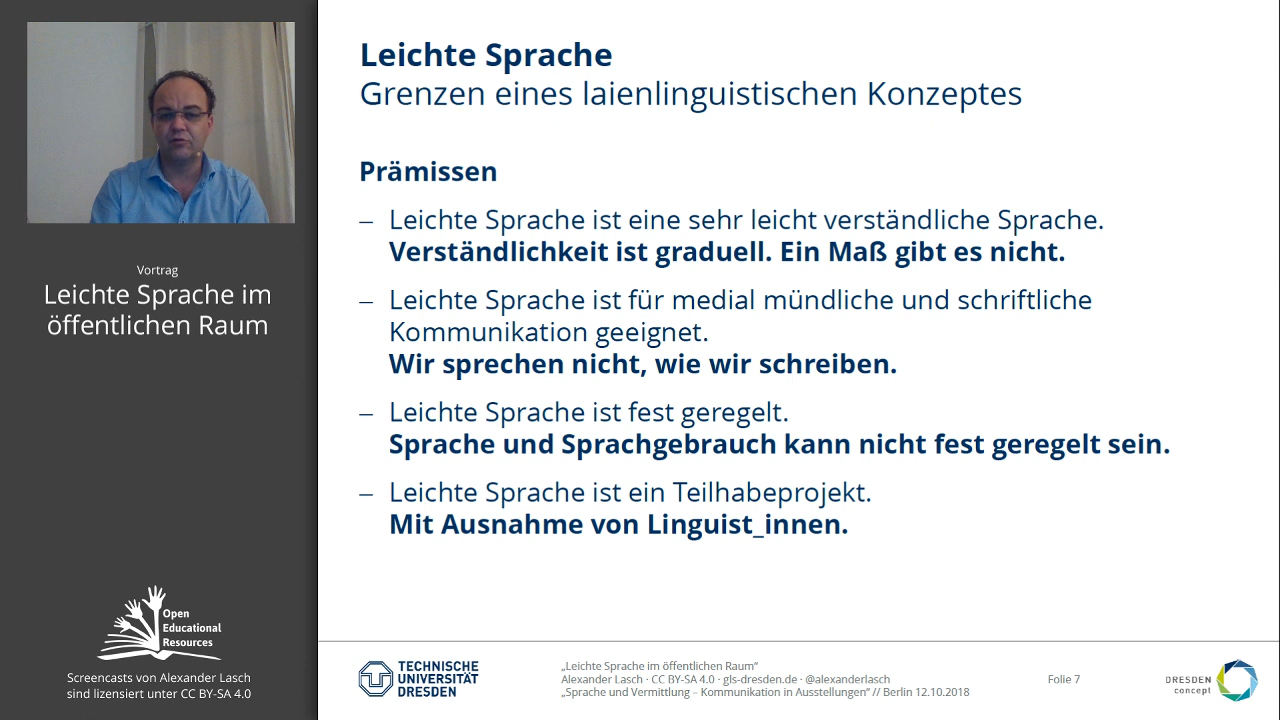 Vortrag
Leichte Sprache im
öffentlichen Raum
Open
Educational
Resources
Screencasts von Alexander Lasch
sind lizensiert unter CC BY-SA 4.0
Leichte Sprache
Grenzen eines laienlinguistischen Konzeptes
Prämissen
– Leichte Sprache ist eine sehr leicht verständliche Sprache.
Verständlichkeit ist graduell. Ein Maß gibt es nicht.
– Leichte Sprache ist für medial mündliche und schriftliche
Kommunikation geeignet.
Wir sprechen nicht, wie wir schreiben.
– Leichte Sprache ist fest geregelt.
Sprache und Sprachgebrauch kann nicht fest geregelt sein.
– Leichte Sprache ist ein Teilhabeprojekt.
Mit Ausnahme von Linguist_innen.
TECHNISCHE
UNIVERSITÄT
DRESDEN
„Leichte Sprache im öffentlichen Raum“
Alexander Lasch · CC BY-SA 4.0 · gls-dresden.de · @alexanderlasch
„Sprache und Vermittlung – Kommunikation in Ausstellungen“ // Berlin 12.10.2018
Folie 7
DRESDEN
concept